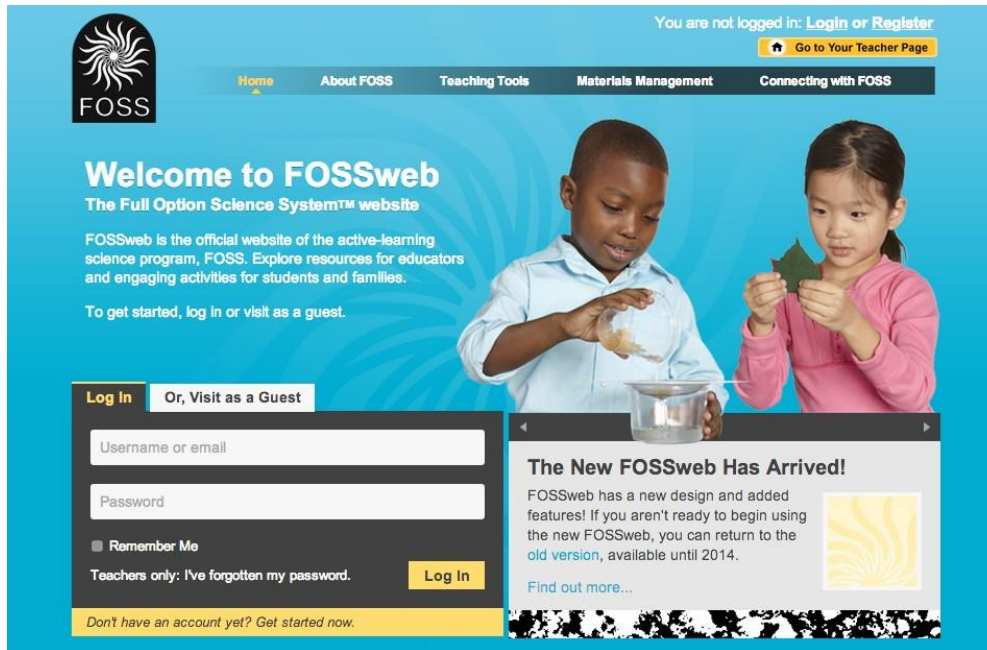 FOSS
You are not logged in: Login or Register
Go to Your Teacher Page
Home About FOSS Teaching Tools Materials Management Connecting with FOSS
Welcome to FOSSweb
The Full Option Science System™ website
FOSSweb is the official website of the active-learning
science program, FOSS. Explore resources for educators
and engaging activities for students and families.
To get started, log in or visit as a guest.
Log In Or, Visit as a Guest
Username or email
Password
Remember Me
Teachers only: I've forgotten my password. Log In
Don't have an account yet? Get started now.
The New FOSSweb Has Arrived!
FOSSweb has a new design and added
features! If you aren't ready to begin using
the new FOSSweb, you can return to the
old version, available until 2014.
Find out more...